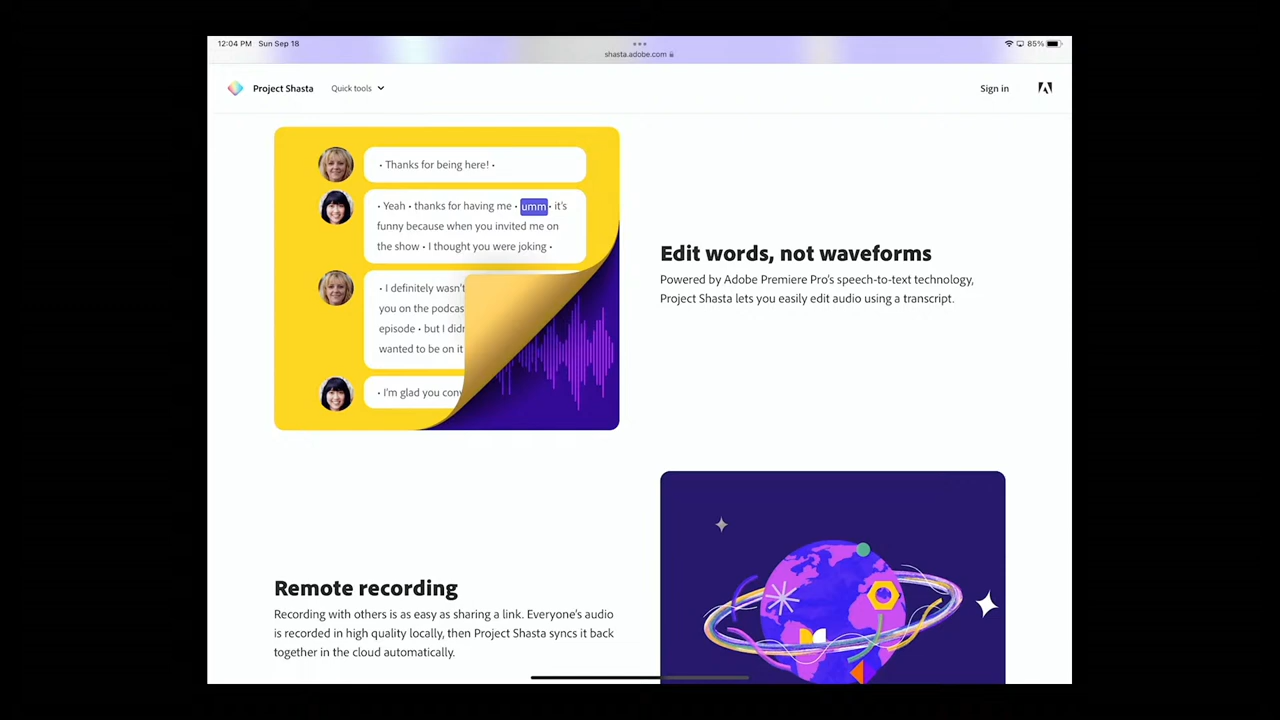 12:04 PM Sun Sep 18
85%
shasta.adobe.com
Project Shasta
Quick tools
Sign in
• Thanks for being here! •
• Yeah • thanks for having me • umm • it's
funny because when you invited me on
the show • I thought you were joking •
• I definitely wasn't
you on the podcas
episode • but I didn
wanted to be on it
• I'm glad you conv
Edit words, not waveforms
Powered by Adobe Premiere Pro's speech-to-text technology,
Project Shasta lets you easily edit audio using a transcript.
Remote recording
Recording with others is as easy as sharing a link. Everyone's audio
is recorded in high quality locally, then Project Shasta syncs it back
together in the cloud automatically.